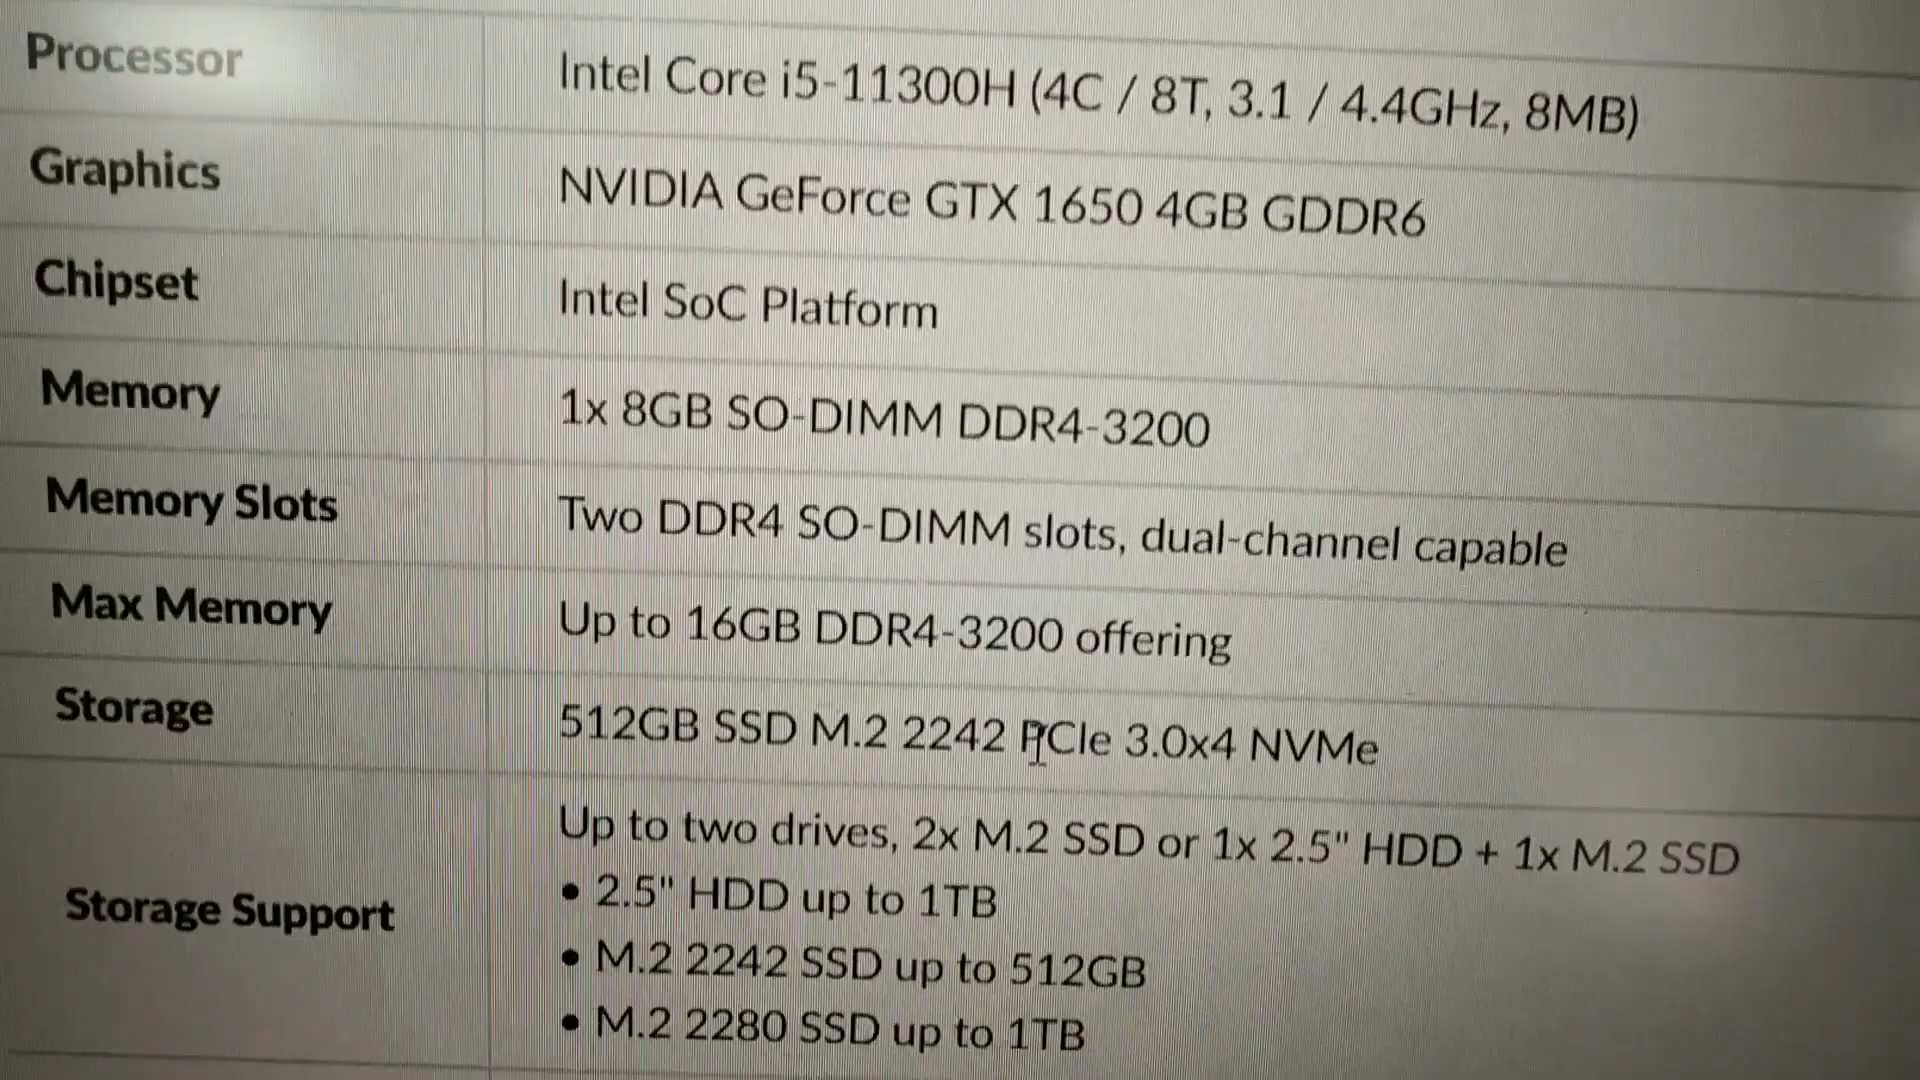 Processor
Intel Core i5-11300H (4C / 8T, 3.1 / 4.4GHz, 8MB)
Graphics
NVIDIA GeForce GTX 1650 4GB GDDR6
Chipset
Intel SoC Platform
Memory
1x 8GB SO-DIMM DDR4-3200
Memory Slots
Two DDR4 SO-DIMM slots, dual-channel capable
Max Memory
Up to 16GB DDR4-3200 offering
Storage
512GB SSD M.2 2242 PCIe 3.0x4 NVMe
Storage Support
Up to two drives, 2x M.2 SSD or 1x 2.5" HDD + 1x M.2 SSD
• 2.5" HDD up to 1TB
• M.2 2242 SSD up to 512GB
• M.2 2280 SSD up to 1TB